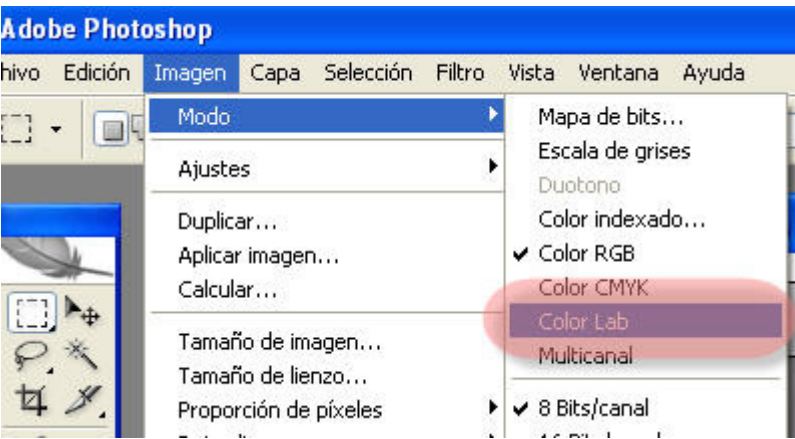 Adobe Photoshop
hivo Edición Imagen Capa Selección Filtro Vista Ventana Ayuda
Modo
Ajustes
Duplicar...
Aplicar imagen...
Calcular...
Tamaño de imagen...
Tamaño de lienzo...
Proporción de píxeles
Mapa de bits...
Escala de grises
Duotono
Color indexado...
Color RGB
Color CMYK
Color Lab
Multicanal
8 Bits/canal